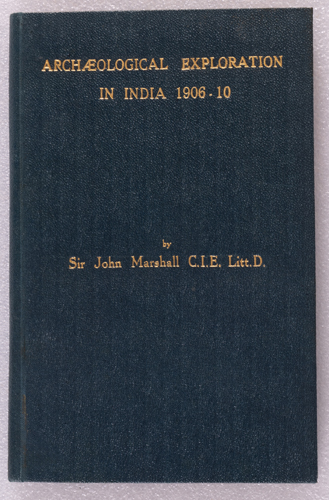 ARCHÆOLOGICAL EXPLORATION
IN INDIA 1906-10
by
Sir John Marshall C.I.E. Litt.D.